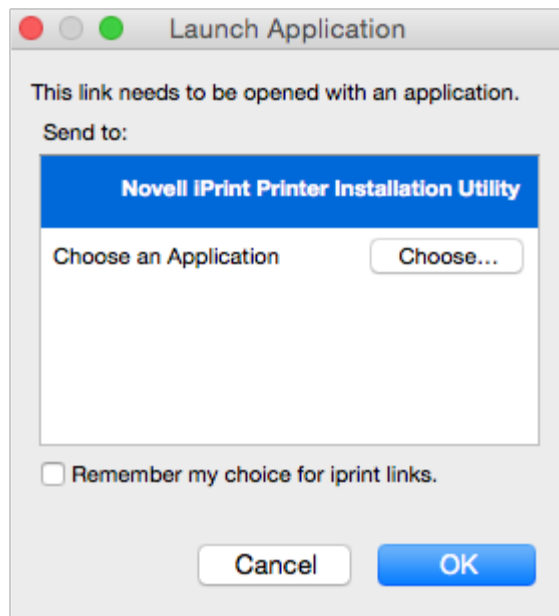 Launch Application
This link needs to be opened with an application.
Send to:
Novell iPrint Printer Installation Utility
Choose an Application Choose...
Remember my choice for iprint links.
Cancel OK